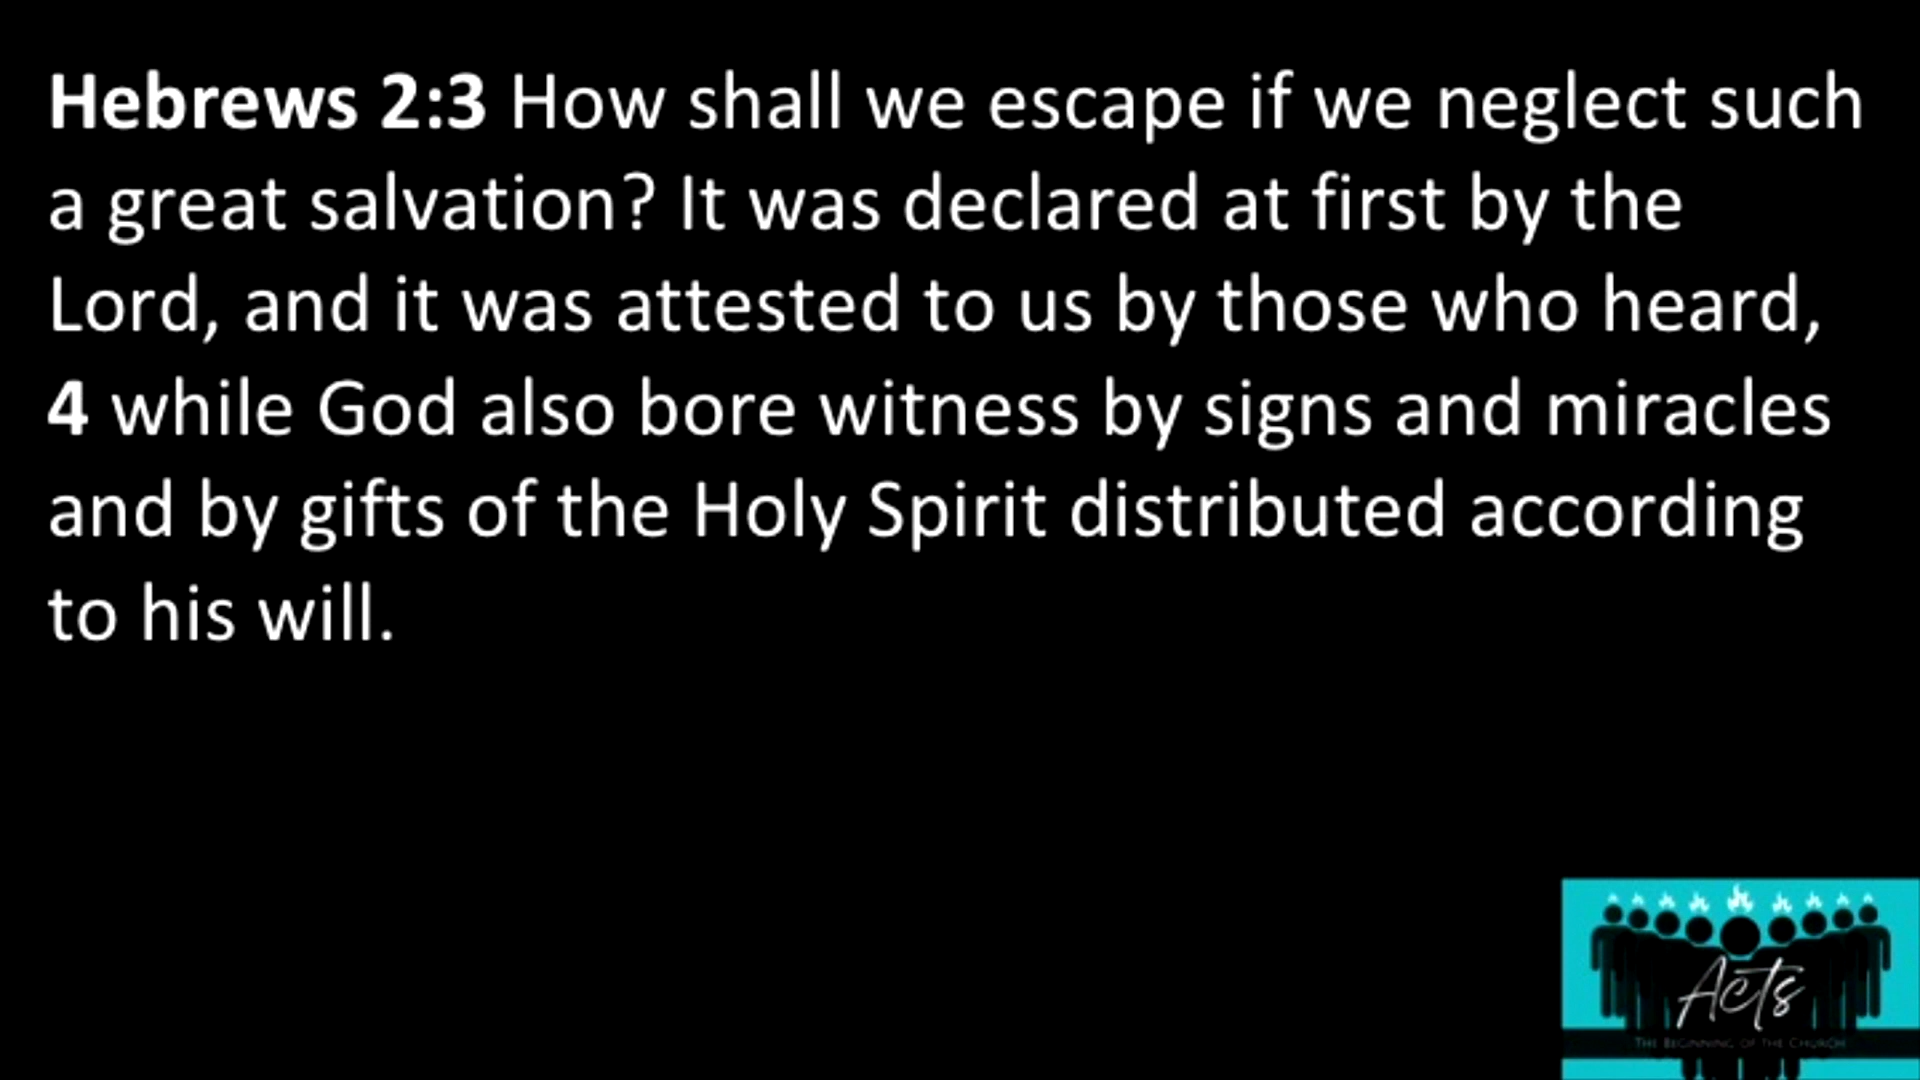 Hebrews 2:3 How shall we escape if we neglect such
a great salvation? It was declared at first by the
Lord, and it was attested to us by those who heard,
4 while God also bore witness by signs and miracles
and by gifts of the Holy Spirit distributed according
to his will.
Acts
The Beginning of the Church